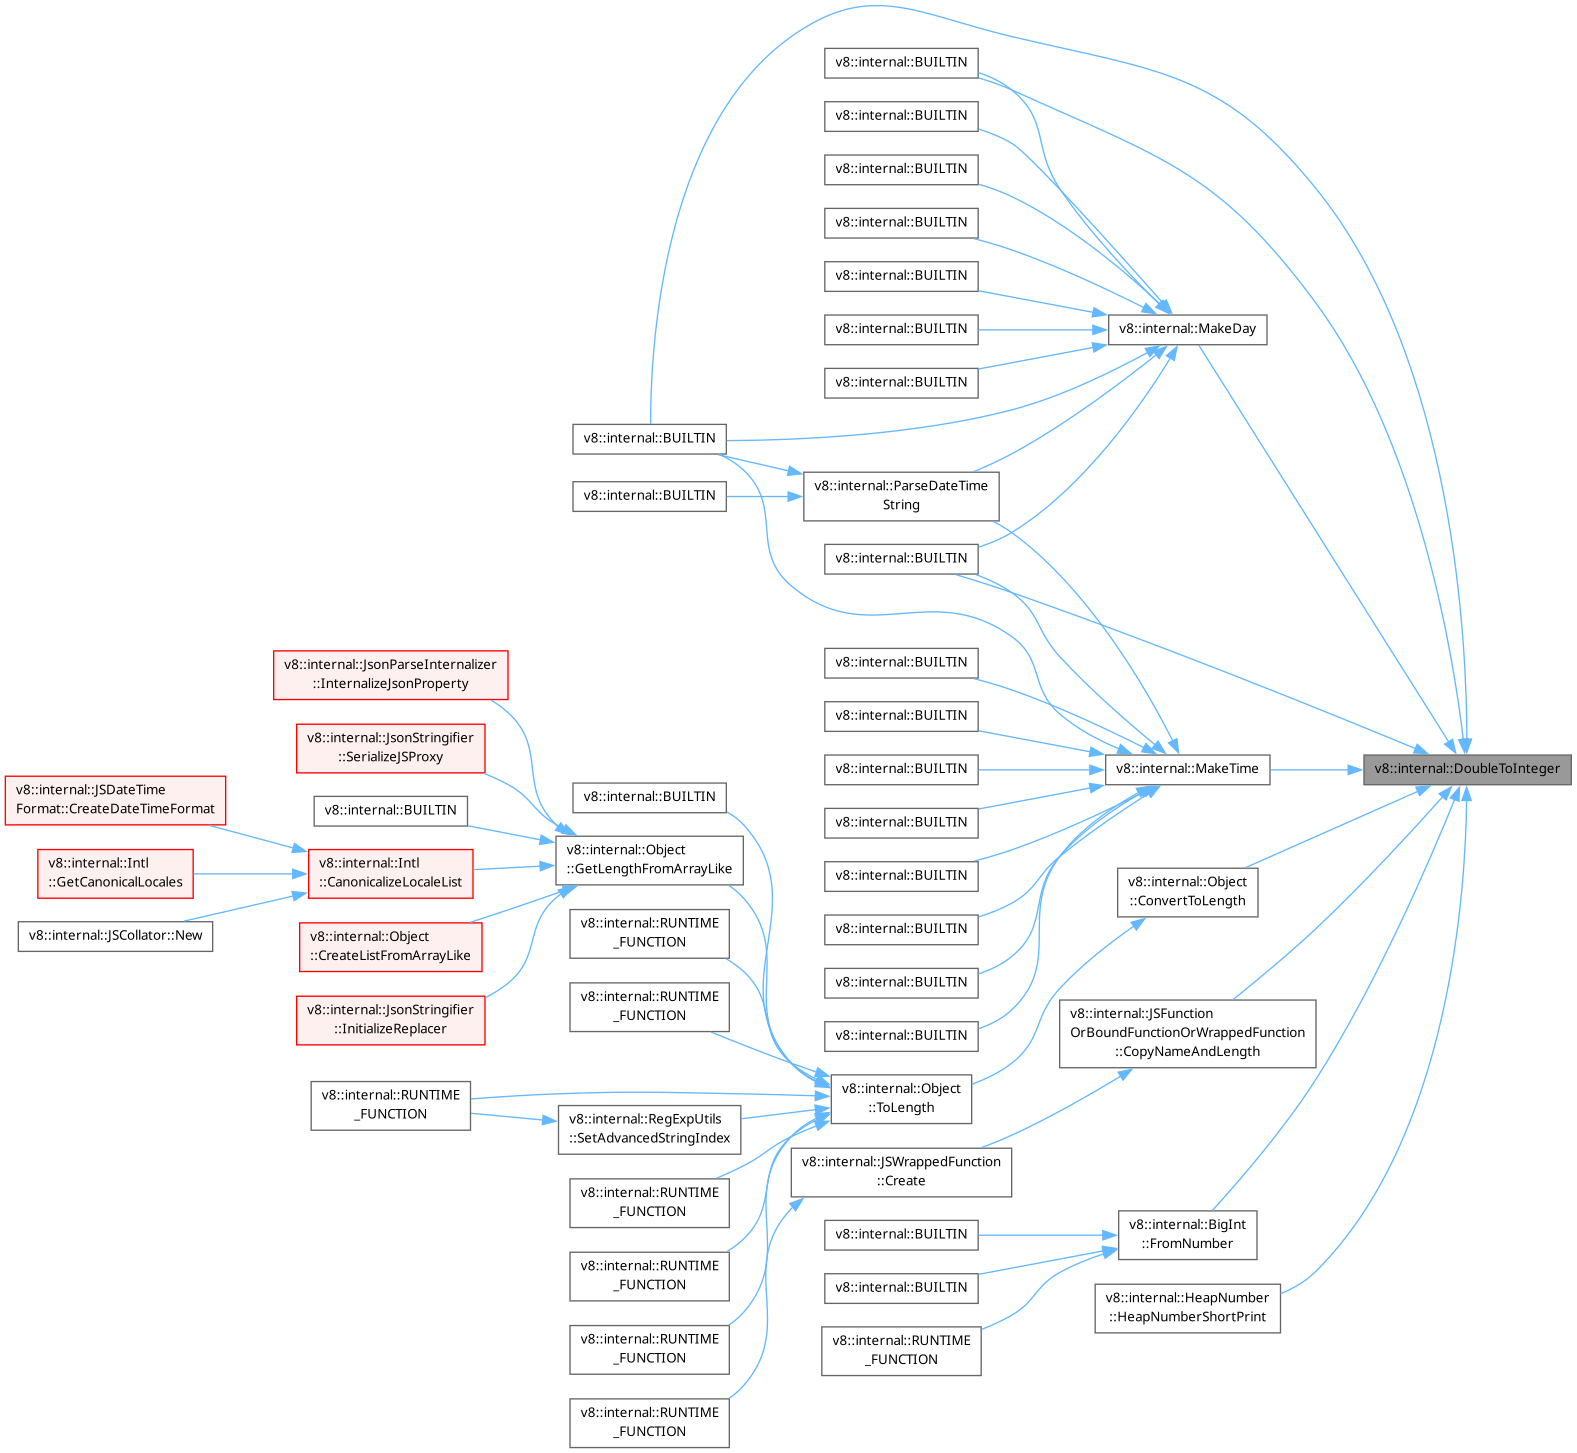 v8::internal::BUILTIN
v8::internal::BUILTIN
v8::internal::BUILTIN
v8::internal::BUILTIN
v8::internal::BUILTIN
v8::internal::BUILTIN
v8::internal::MakeDay
v8::internal::BUILTIN
v8::internal::BUILTIN
v8::internal::ParseDateTime
String
v8::internal::BUILTIN
v8::internal::BUILTIN
v8::internal::JsonParseInternalizer
::InternalizeJsonProperty
v8::internal::BUILTIN
v8::internal::BUILTIN
v8::internal::JsonStringifier
::SerializeJSProxy
v8::internal::BUILTIN
v8::internal::MakeTime
v8::internal::DoubleToInteger
v8::internal::JSDateTime
Format::CreateDateTimeFormat
v8::internal::BUILTIN
v8::internal::BUILTIN
v8::internal::BUILTIN
v8::internal::Object
::GetLengthFromArrayLike
v8::internal::Intl
::GetCanonicalLocales
v8::internal::Intl
::CanonicalizeLocaleList
v8::internal::BUILTIN
v8::internal::Object
::ConvertToLength
v8::internal::JSCollator::New
v8::internal::Object
::CreateListFromArrayLike
v8::internal::RUNTIME
_FUNCTION
v8::internal::BUILTIN
v8::internal::BUILTIN
v8::internal::JsonStringifier
::InitializeReplacer
v8::internal::RUNTIME
_FUNCTION
v8::internal::BUILTIN
v8::internal::JSFunction
OrBoundFunctionOrWrappedFunction
::CopyNameAndLength
v8::internal::RUNTIME
_FUNCTION
v8::internal::RegExpUtils
::SetAdvancedStringIndex
v8::internal::Object
::ToLength
v8::internal::RUNTIME
_FUNCTION
v8::internal::JSWrappedFunction
::Create
v8::internal::RUNTIME
_FUNCTION
v8::internal::BUILTIN
v8::internal::BigInt
::FromNumber
v8::internal::BUILTIN
v8::internal::HeapNumber
::HeapNumberShortPrint
v8::internal::RUNTIME
_FUNCTION
v8::internal::RUNTIME
_FUNCTION
v8::internal::RUNTIME
_FUNCTION